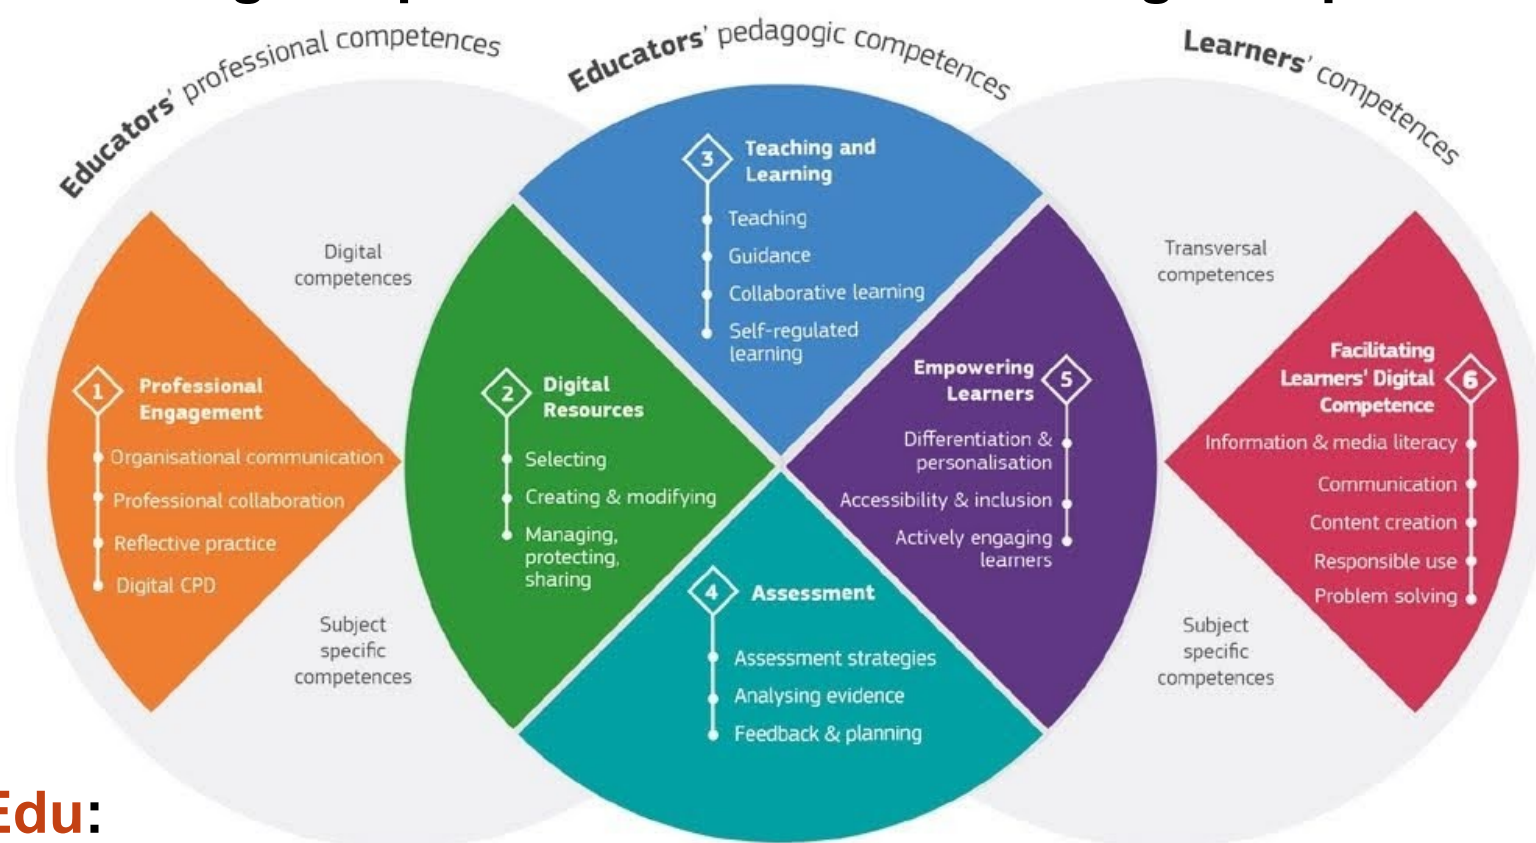 Educators' professional competences
Educators' pedagogic competences
Learners' competences
Digital
competences
Subject
specific
competences
1
Professional
Engagement
Organisational communication
Professional collaboration
Reflective practice
Digital CPD
2
Digital
Resources
Selecting
Creating & modifying
Managing,
protecting,
sharing
3
Teaching and
Learning
Teaching
Guidance
Collaborative learning
Self-regulated
learning
4
Assessment
Assessment strategies
Analysing evidence
Feedback & planning
5
Empowering
Learners
Differentiation &
personalisation
Accessibility & inclusion
Actively engaging
learners
Transversal
competences
Subject
specific
competences
6
Facilitating
Learners' Digital
Competence
Information & media literacy
Communication
Content creation
Responsible use
Problem solving
Edu: